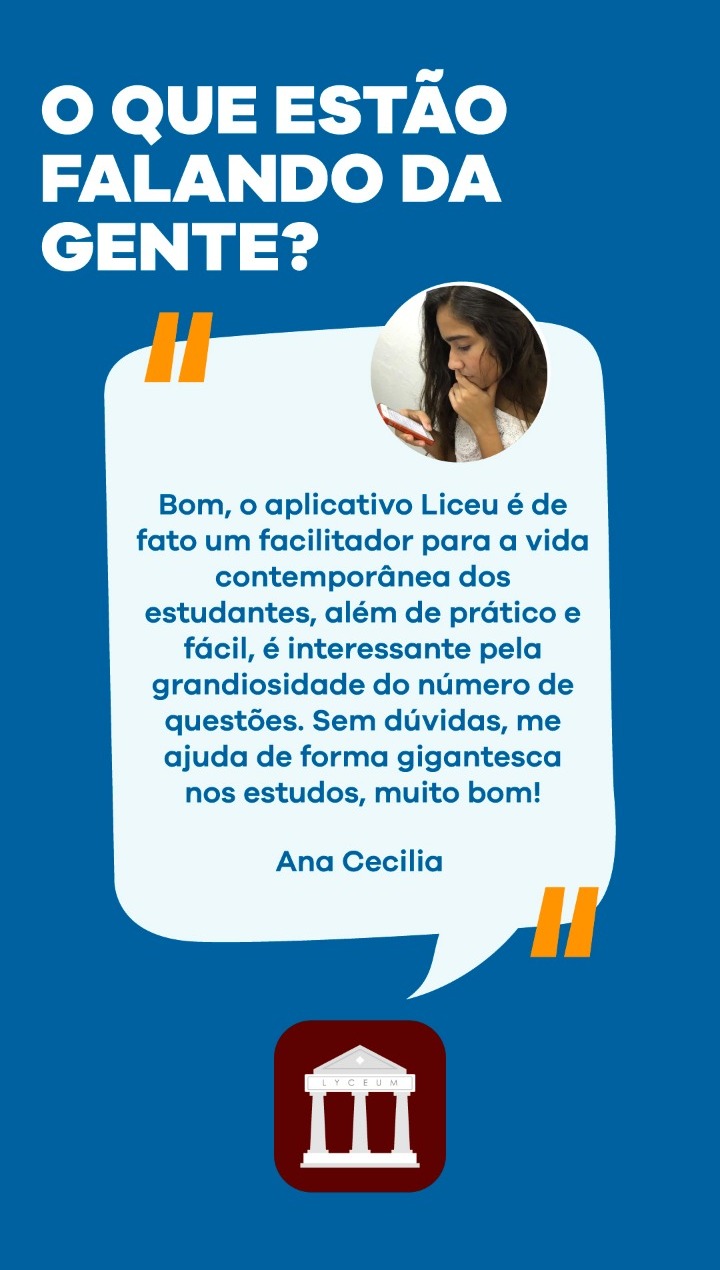 O QUE ESTÃO
FALANDO DA
GENTE?
Bom, o aplicativo Liceu é de
fato um facilitador para a vida
contemporânea dos
estudantes, além de prático e
fácil, é interessante pela
grandiosidade do número de
questões. Sem dúvidas, me
ajuda de forma gigantesca
nos estudos, muito bom!
Ana Cecilia
LYCEUM